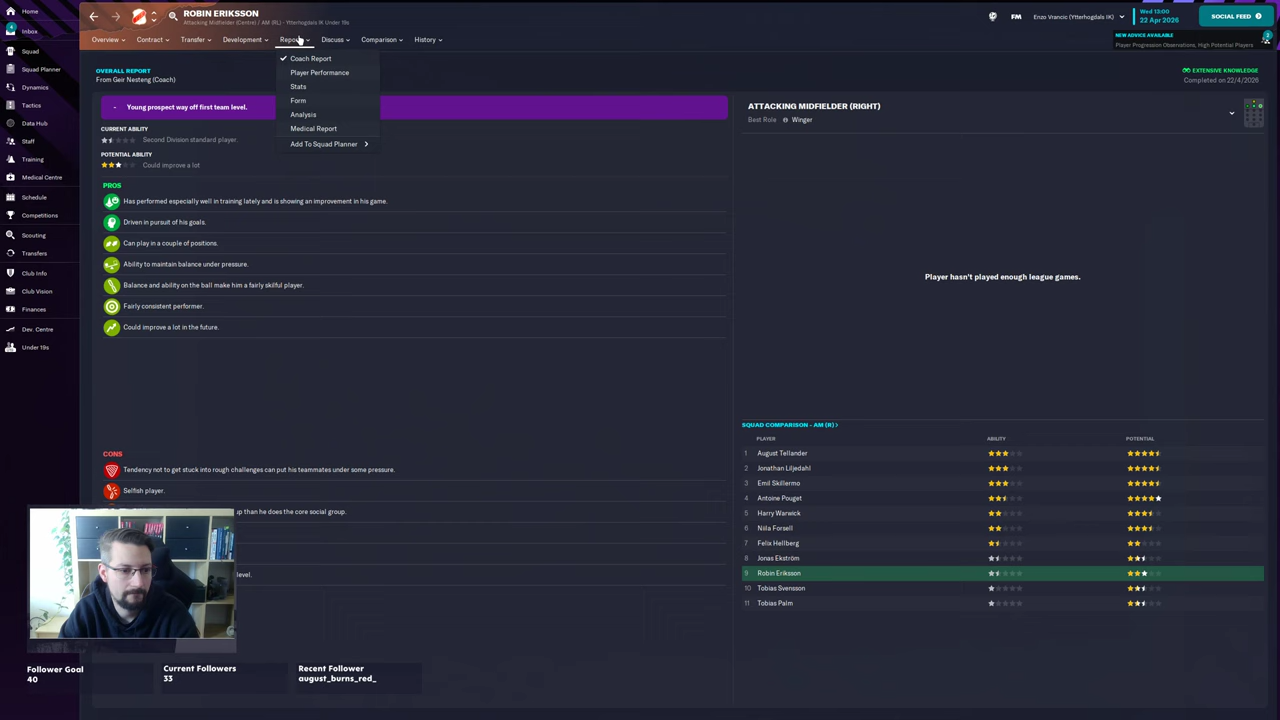 Home
ROBIN ERIKSSON
Attacking Midfielder (Centre) / AM (RL) - Ytterhogdals IK Under 19s
FM
Enzo Vrancic (Ytterhogdals IK)
Wed 13:00
22 Apr 2026
SOCIAL FEED
4
Inbox
Overview
Contract
Transfer
Development
Reports
Discuss
Comparison
History
NEW ADVICE AVAILABLE
2
Player Progression Observations, High Potential Players
Squad
Squad Planner
Dynamics
Tactics
Data Hub
Staff
Training
Medical Centre
Schedule
Competitions
Scouting
Transfers
Club Info
Club Vision
Finances
Dev. Centre
Under 19s
Coach Report
Player Performance
Stats
Form
Analysis
Medical Report
Add To Squad Planner
OVERALL REPORT
From Geir Nesteng (Coach)
EXTENSIVE KNOWLEDGE
Completed on 22/4/2026
- Young prospect way off first team level.
CURRENT ABILITY
Second Division standard player.
POTENTIAL ABILITY
Could improve a lot
PROS
Has performed especially well in training lately and is showing an improvement in his game.
Driven in pursuit of his goals.
Can play in a couple of positions.
Ability to maintain balance under pressure.
Balance and ability on the ball make him a fairly skilful player.
Fairly consistent performer.
Could improve a lot in the future.
CONS
Tendency not to get stuck into rough challenges can put his teammates under some pressure.
Selfish player.
up than he does the core social group.
level.
ATTACKING MIDFIELDER (RIGHT)
Best Role
Winger
Player hasn't played enough league games.
SQUAD COMPARISON - AM (R)
PLAYER ABILITY POTENTIAL
1 August Tellander
2 Jonathan Liljedahl
3 Emil Skillermo
4 Antoine Pouget
5 Harry Warwick
6 Niila Forsell
7 Felix Hellberg
8 Jonas Ekström
9 Robin Eriksson
10 Tobias Svensson
11 Tobias Palm
Follower Goal
40
Current Followers
33
Recent Follower
august_burns_red_